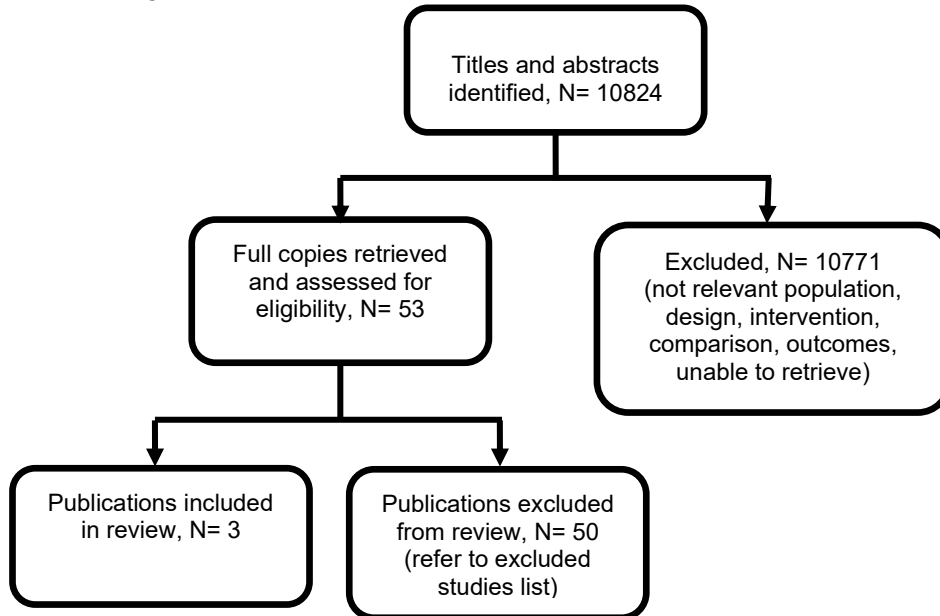 Titles and abstracts
identified, N= 10824
Full copies retrieved
and assessed for
eligibility, N= 53
Excluded, N= 10771
(not relevant population,
design, intervention,
comparison, outcomes,
unable to retrieve)
Publications included
in review, N= 3
Publications excluded
from review, N= 50
(refer to excluded
studies list)